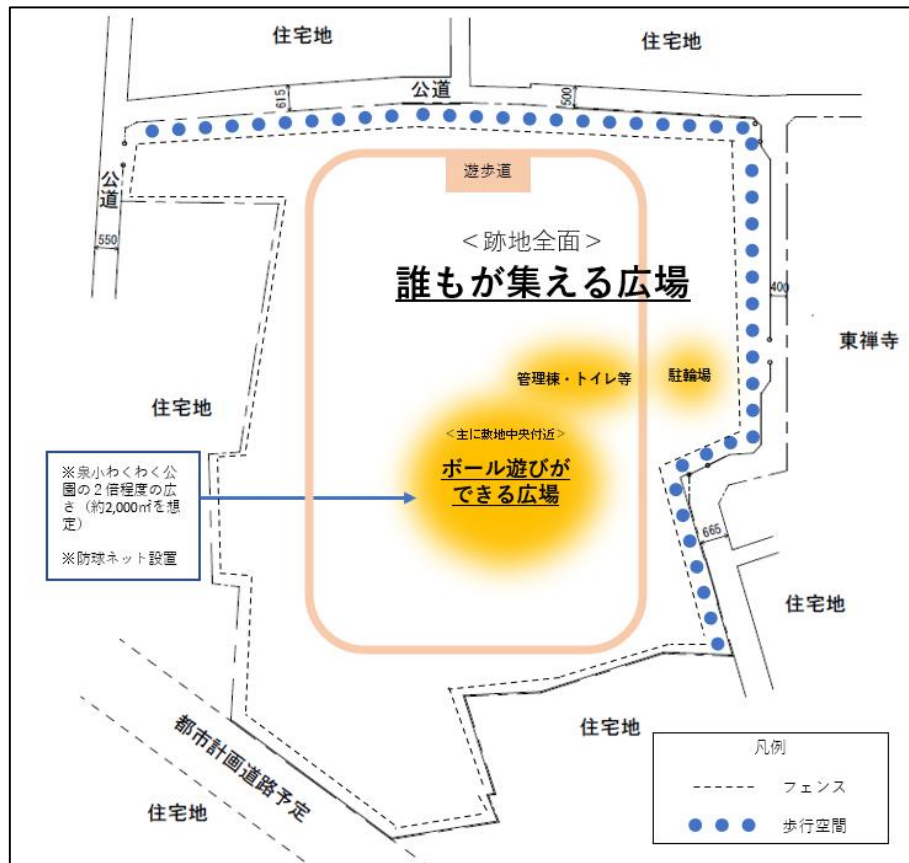 住宅地
住宅地
公道
615
500
公道
550
遊歩道
＜跡地全面＞
誰もが集える広場
400
東禅寺
管理棟・トイレ等
駐輪場
住宅地
＜主に敷地中央付近＞
ボール遊びが
できる広場
※泉小わくわく公
園の２倍程度の広
さ（約2,000㎡を想
定）
※防球ネット設置
665
住宅地
住宅地
都市計画道路予定
住宅地
凡例
フェンス
歩行空間